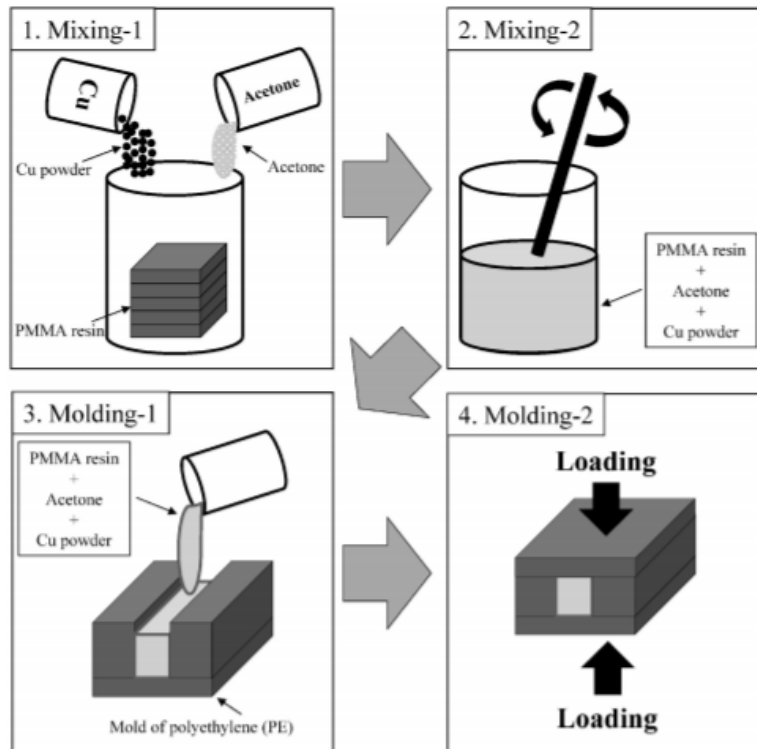 1. Mixing-1
Cu
Acetone
Cu powder
Acetone
PMMA resin
2. Mixing-2
PMMA resin
+
Acetone
+
Cu powder
3. Molding-1
PMMA resin
+
Acetone
+
Cu powder
Mold of polyethylene (PE)
4. Molding-2
Loading
Loading